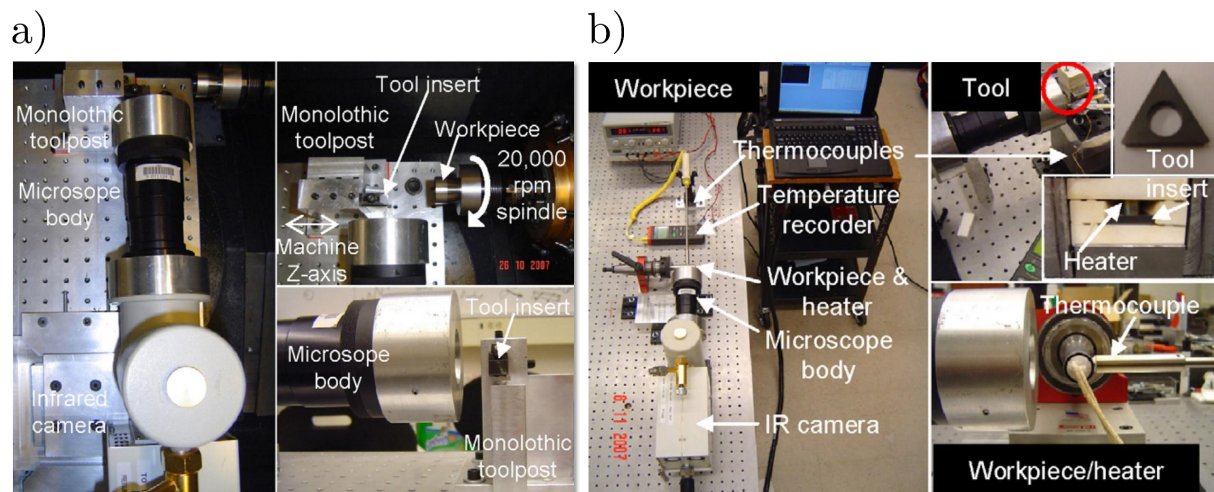 a)
Monolothic
toolpost
Microsope
body
Infrared
camera
Tool insert
Monolothic
toolpost
Workpiece
20,000
rpm
spindle
Machine
Z-axis
26 10 2007
Tool insert
Microsope
body
Monolothic
toolpost
b)
Workpiece
Thermocouples
Temperature
recorder
Workpiece &
heater
Microscope
body
IR camera
6 11 2007
Tool
Tool
insert
Heater
Thermocouple
Workpiece/heater